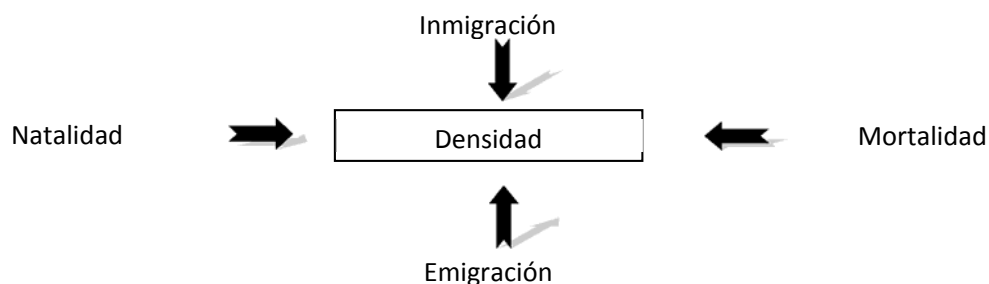 Inmigración
Natalidad
Densidad
Mortalidad
Emigración